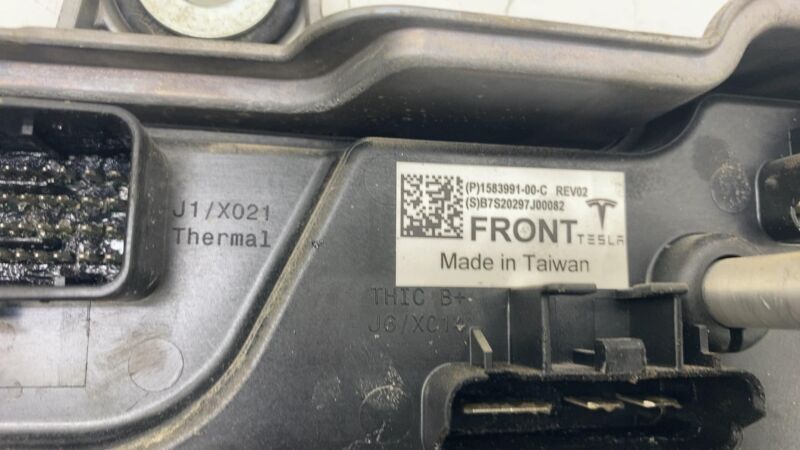 J1/X021
Thermal
(P)1583991-00-C REV02
(S)B7S20297J00082
FRONT
TESLA
Made in Taiwan
THIC B+